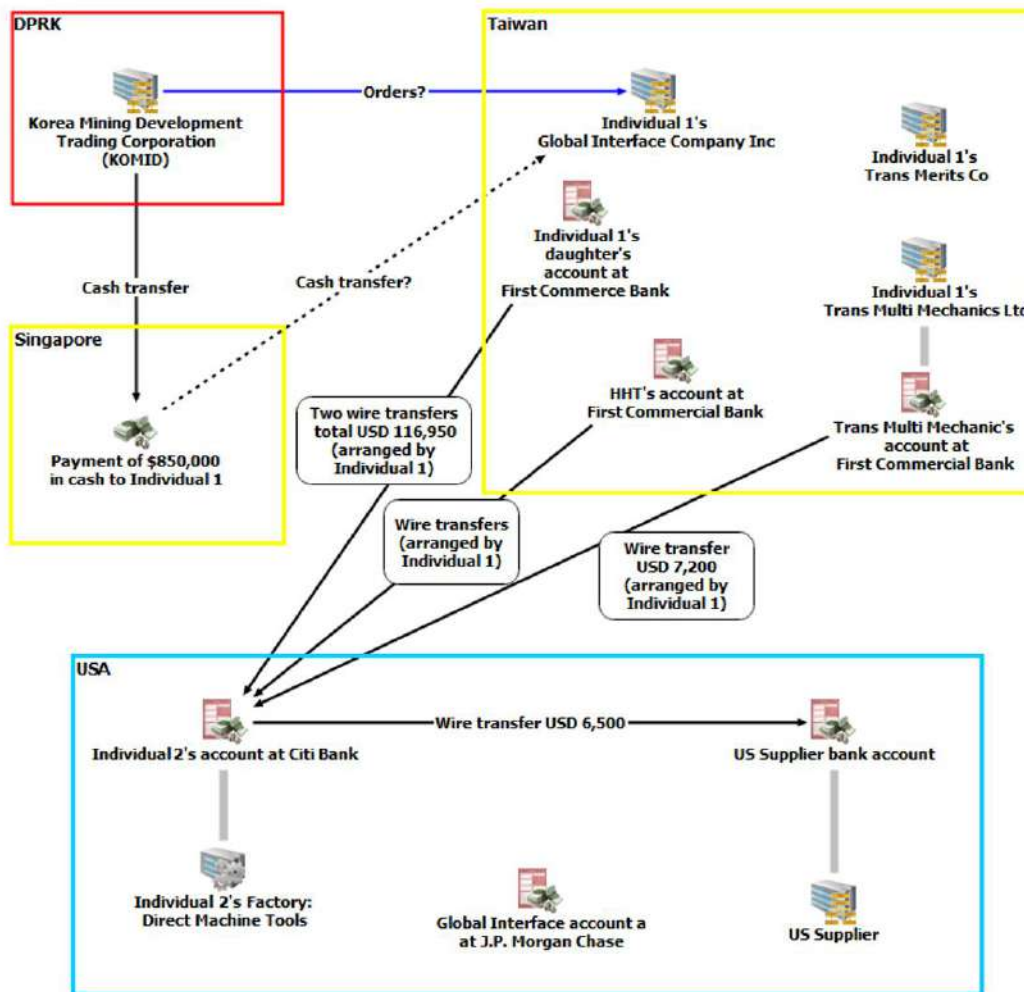 DPRK
Korea Mining Development
Trading Corporation
(KOMID)
Orders?
Taiwan
Individual 1's
Global Interface Company Inc
Individual 1's
Trans Merits Co
Individual 1's
daughter's
account at
First Commerce Bank
Individual 1's
Trans Multi Mechanics Ltd
HHT's account at
First Commercial Bank
Trans Multi Mechanic's
account at
First Commercial Bank
Cash transfer
Cash transfer?
Singapore
Payment of $850,000
in cash to Individual 1
Two wire transfers
total USD 116,950
(arranged by
Individual 1)
Wire transfers
(arranged by
Individual 1)
Wire transfer
USD 7,200
(arranged by
Individual 1)
USA
Individual 2's account at Citi Bank
Wire transfer USD 6,500
US Supplier bank account
Individual 2's Factory:
Direct Machine Tools
Global Interface account a
at J.P. Morgan Chase
US Supplier